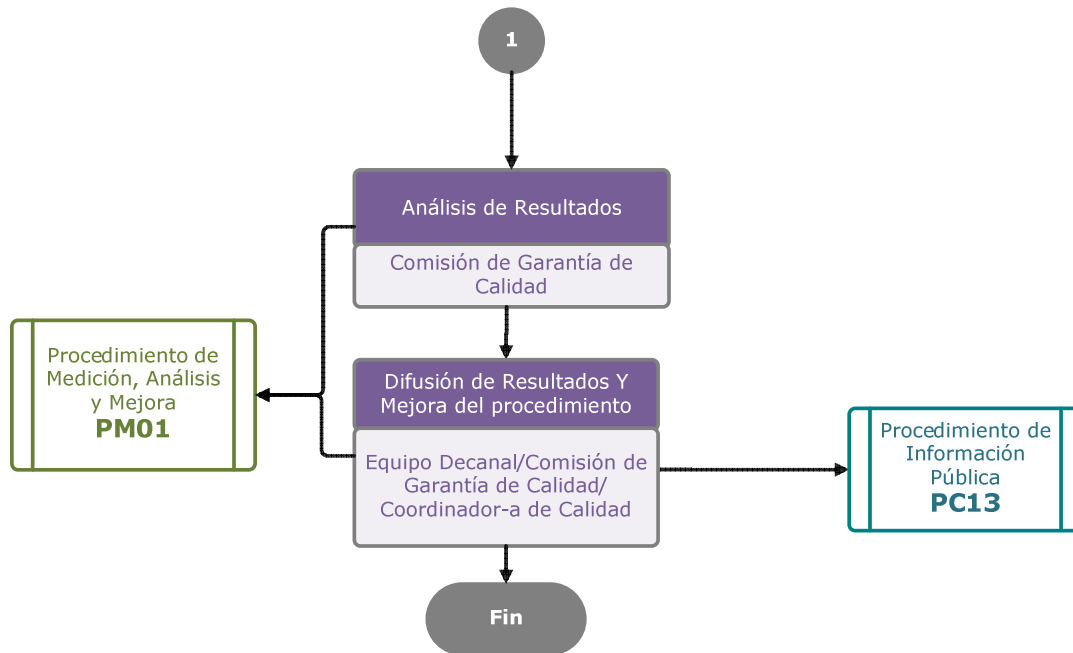 1
Análisis de Resultados
Comisión de Garantía de
Calidad
Procedimiento de
Medición, Análisis
y Mejora
PM01
Difusión de Resultados Y
Mejora del procedimiento
Equipo Decanal/Comisión de
Garantía de Calidad/
Coordinador-a de Calidad
Procedimiento de
Información
Pública
PC13
Fin